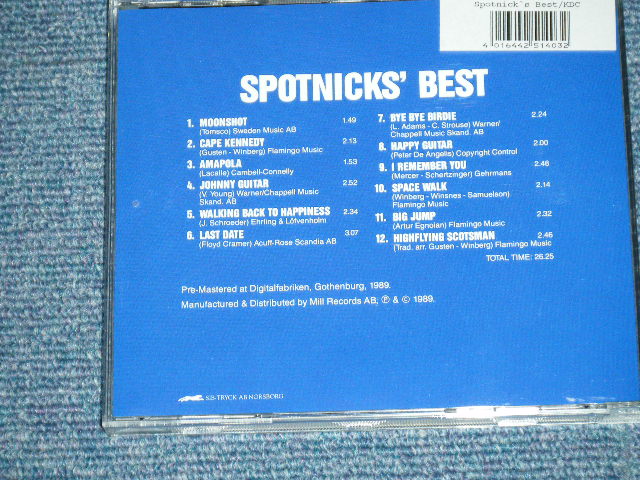 Spotnick's Best/KDC
4 016442 514032
SPOTNICKS' BEST
1. MOONSHOT 1.49
(Tomsco) Sweden Music AB
2. CAPE KENNEDY 2.13
(Gusten - Winberg) Flamingo Music
3. AMAPOLA 1.53
(Lacalle) Cambell-Connelly
4. JOHNNY GUITAR 2.52
(V. Young) Warner/Chappell Music
Skand. AB
5. WALKING BACK TO HAPPINESS 2.34
(J. Schroeder) Ehrling & Löfvenholm
6. LAST DATE 3.07
(Floyd Cramer) Acuff-Rose Scandia AB
7. BYE BYE BIRDIE 2.24
(L. Adams - C. Strouse) Warner/
Chappell Music Skand. AB
8. HAPPY GUITAR 2.00
(Peter De Angelis) Copyright Control
9. I REMEMBER YOU 2.46
(Mercer - Schertzinger) Gehrmans
10. SPACE WALK 2.14
(Winberg - Winsnes - Samuelson)
Flamingo Music
11. BIG JUMP 2.32
(Artur Egnoian) Flamingo Music
12. HIGHFLYING SCOTSMAN 2.46
(Trad. arr. Gusten - Winberg) Flamingo Music
TOTAL TIME: 26.25
Pre-Mastered at Digitalfabriken, Gothenburg, 1989.
Manufactured & Distributed by Mill Records AB, ℗ & © 1989.
S.B-TRYCK AB NORSBORG